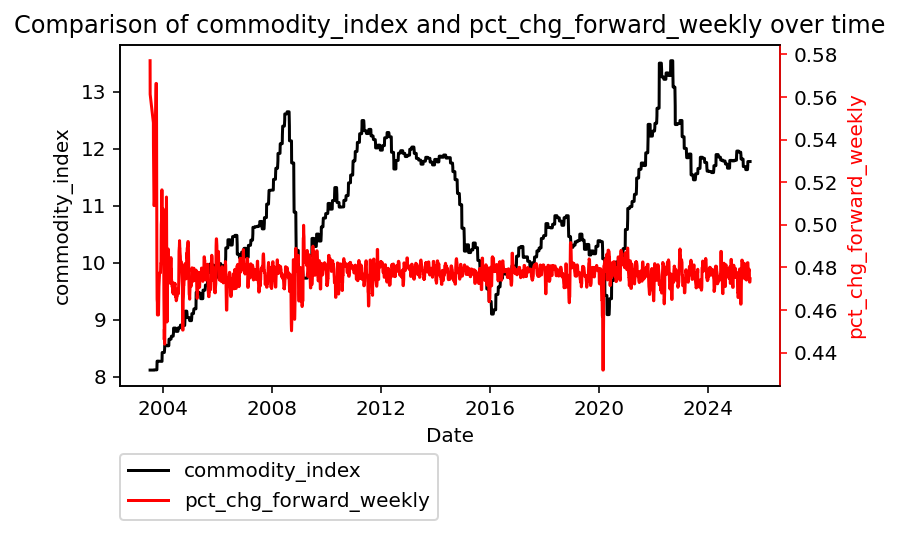 Comparison of commodity_index and pct_chg_forward_weekly over time
commodity_index
13
12
11
10
9
8
0.58
0.56
0.54
0.52
0.50
0.48
0.46
0.44
pct_chg_forward_weekly
2004 2008 2012 2016 2020 2024
Date
commodity_index
pct_chg_forward_weekly